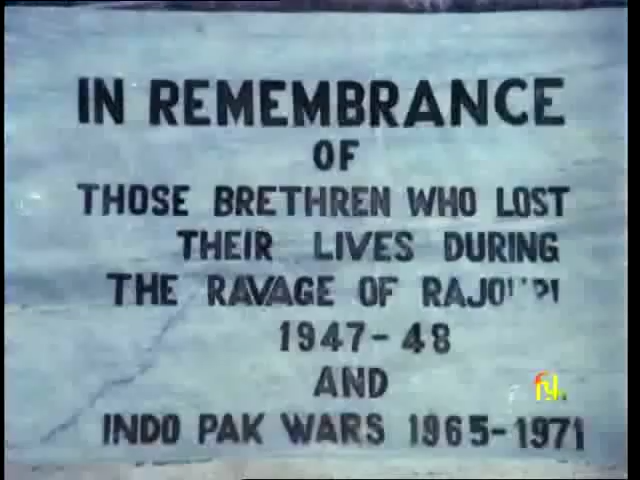 IN REMEMBRANCE
OF
THOSE BRETHREN WHO LOST
THEIR LIVES DURING
THE RAVAGE OF
1947-48
AND
INDO PAK WARS 1965-1971